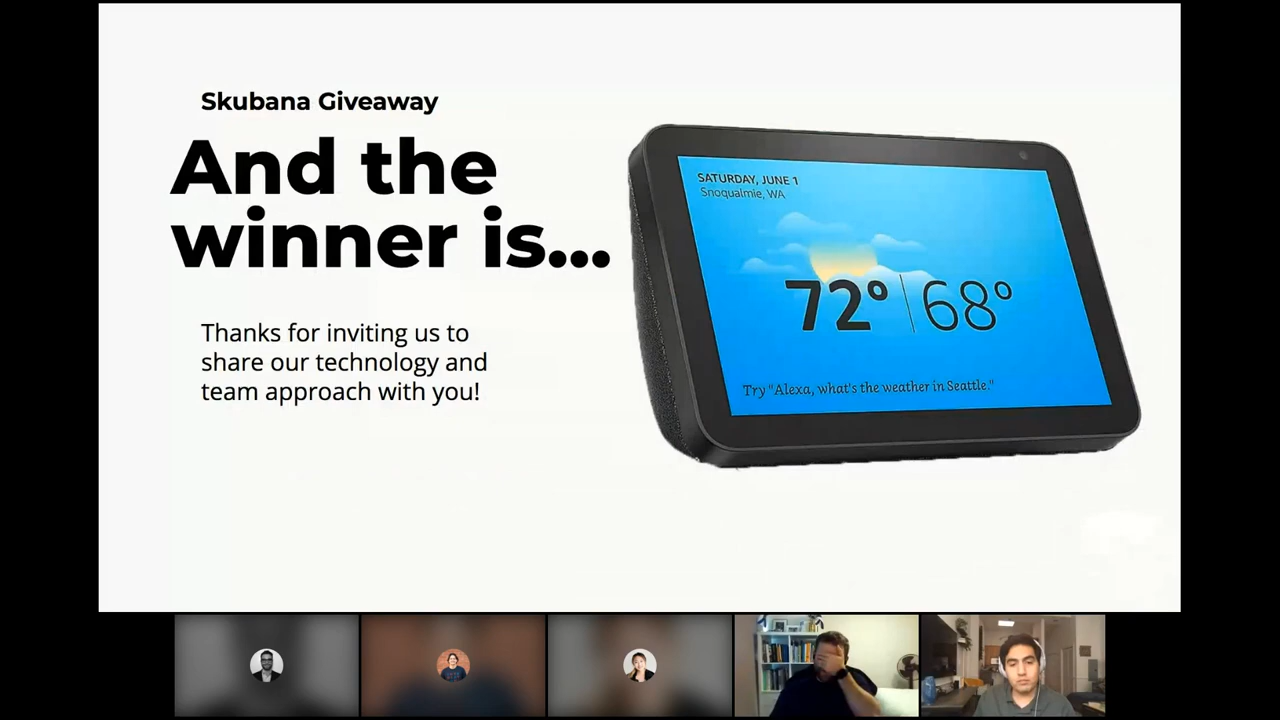 Skubana Giveaway
And the
winner is...
Thanks for inviting us to
share our technology and
team approach with you!
SATURDAY, JUNE 1
Snoqualmie, WA
72° 68°
Try "Alexa, what's the weather in Seattle."